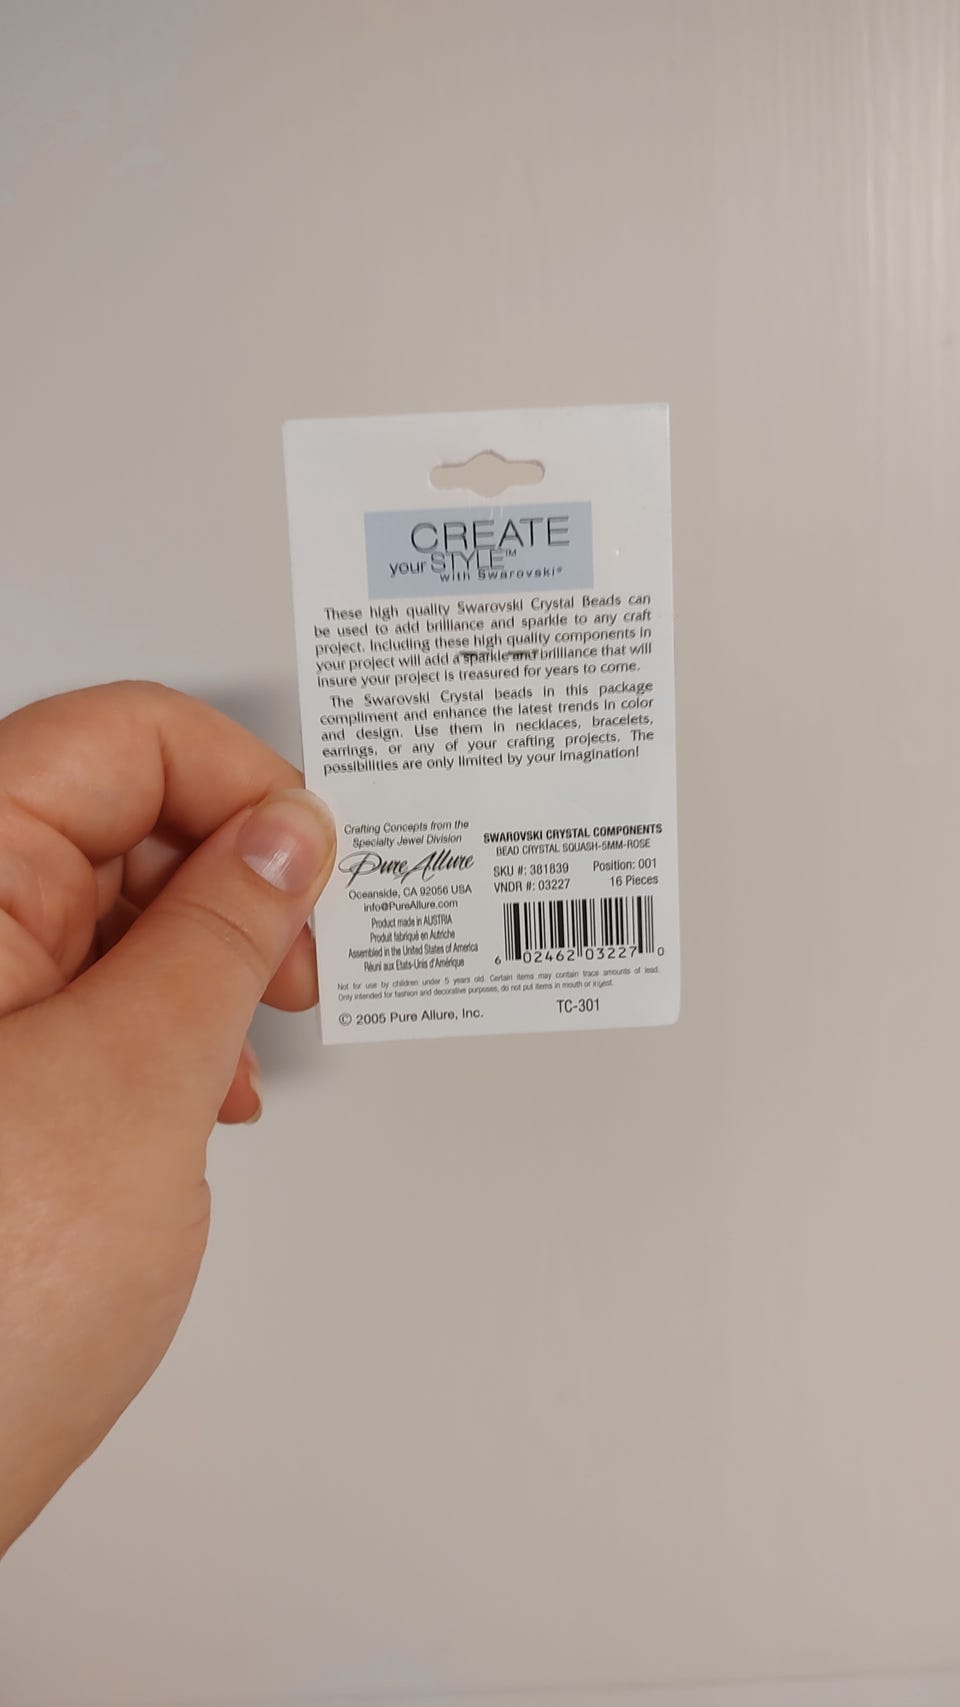 CREATE
your STYLE™
with Swarovski®
These high quality Swarovski Crystal Beads can
be used to add brilliance and sparkle to any craft
project. Including these high quality components in
your project will add a sparkle and brilliance that will
insure your project is treasured for years to come.
The Swarovski Crystal beads in this package
compliment and enhance the latest trends in color
and design. Use them in necklaces, bracelets,
earrings, or any of your crafting projects. The
possibilities are only limited by your imagination!
Crafting Concepts from the
Specialty Jewel Division
Pure Allure
Oceanside, CA 92056 USA
info@PureAllure.com
Product made in AUSTRIA
Produit fabriqué en Autriche
Assembled in the United States of America
Réuni aux Etats-Unis d'Amérique
SWAROVSKI CRYSTAL COMPONENTS
BEAD CRYSTAL SQUASH-5MM-ROSE
SKU #: 381839 Position: 001
VNDR #: 03227 16 Pieces
6 02462 03227 0
Not for use by children under 5 years old. Certain items may contain trace amounts of lead.
Only intended for fashion and decorative purposes, do not put items in mouth or ingest.
© 2005 Pure Allure, Inc. TC-301